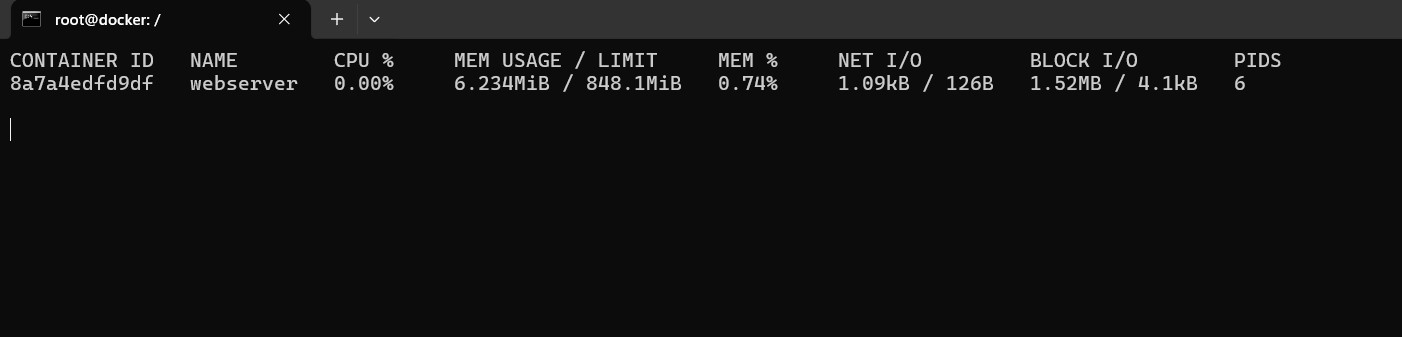 root@docker: /
CONTAINER ID   NAME        CPU %     MEM USAGE / LIMIT     MEM %     NET I/O         BLOCK I/O        PIDS
8a7a4edfd9df   webserver   0.00%     6.234MiB / 848.1MiB   0.74%     1.09kB / 126B   1.52MB / 4.1kB   6